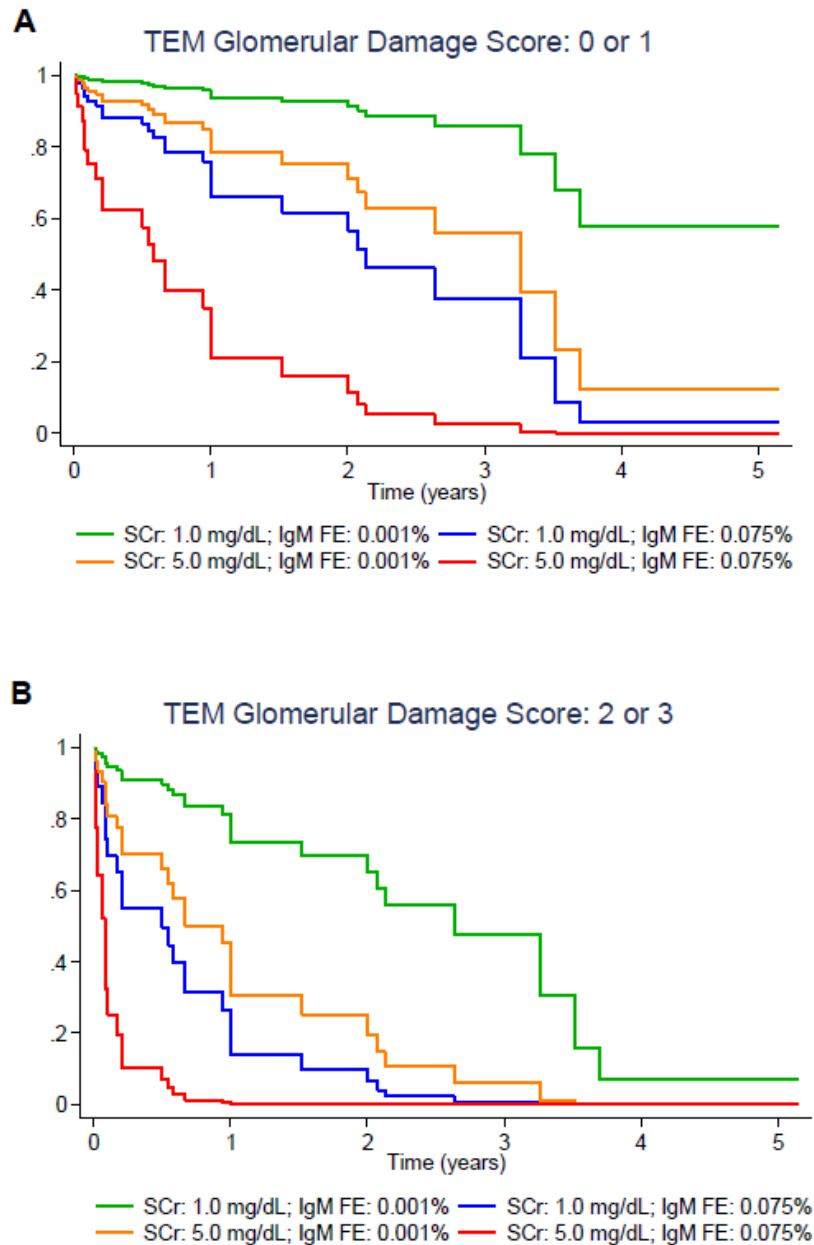 A
TEM Glomerular Damage Score: 0 or 1
1
.8
.6
.4
.2
0
0 1 2 3 4 5
Time (years)
SCr: 1.0 mg/dL; IgM FE: 0.001% SCr: 1.0 mg/dL; IgM FE: 0.075%
SCr: 5.0 mg/dL; IgM FE: 0.001% SCr: 5.0 mg/dL; IgM FE: 0.075%
B
TEM Glomerular Damage Score: 2 or 3
1
.8
.6
.4
.2
0
0 1 2 3 4 5
Time (years)
SCr: 1.0 mg/dL; IgM FE: 0.001% SCr: 1.0 mg/dL; IgM FE: 0.075%
SCr: 5.0 mg/dL; IgM FE: 0.001% SCr: 5.0 mg/dL; IgM FE: 0.075%